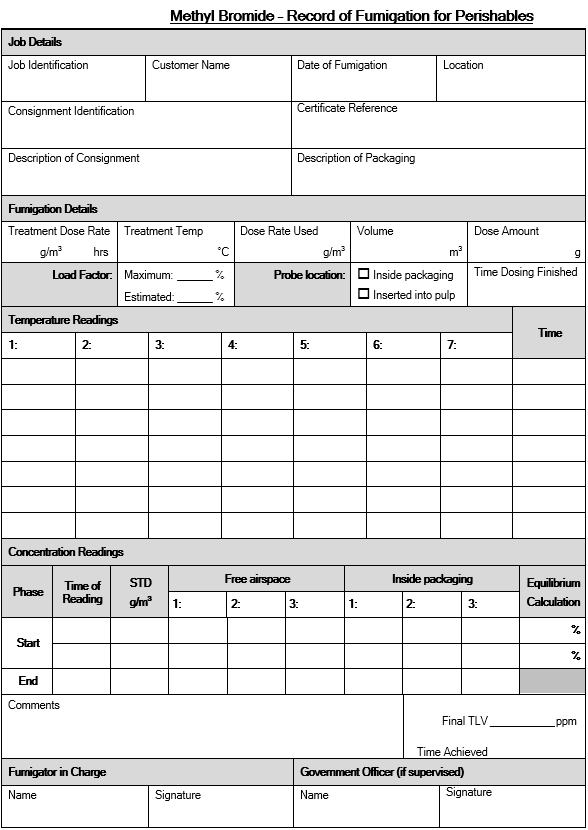 Methyl Bromide - Record of Fumigation for Perishables
Job Details
Job Identification Customer Name Date of Fumigation Location
Consignment Identification Certificate Reference
Description of Consignment Description of Packaging
Fumigation Details
Treatment Dose Rate Treatment Temp Dose Rate Used Volume Dose Amount
g/m³ hrs °C g/m³ m³ g
Load Factor: Maximum: ______ % Probe location: ☐ Inside packaging Time Dosing Finished
Estimated: ______ % ☐ Inserted into pulp
Temperature Readings Time
1: 2: 3: 4: 5: 6: 7:
Concentration Readings
Phase Time of Reading STD g/m³ Free airspace Inside packaging Equilibrium Calculation
1: 2: 3: 1: 2: 3:
Start %
%
End
Comments
Final TLV ___________ppm
Time Achieved
Fumigator in Charge Government Officer (if supervised)
Name Signature Name Signature